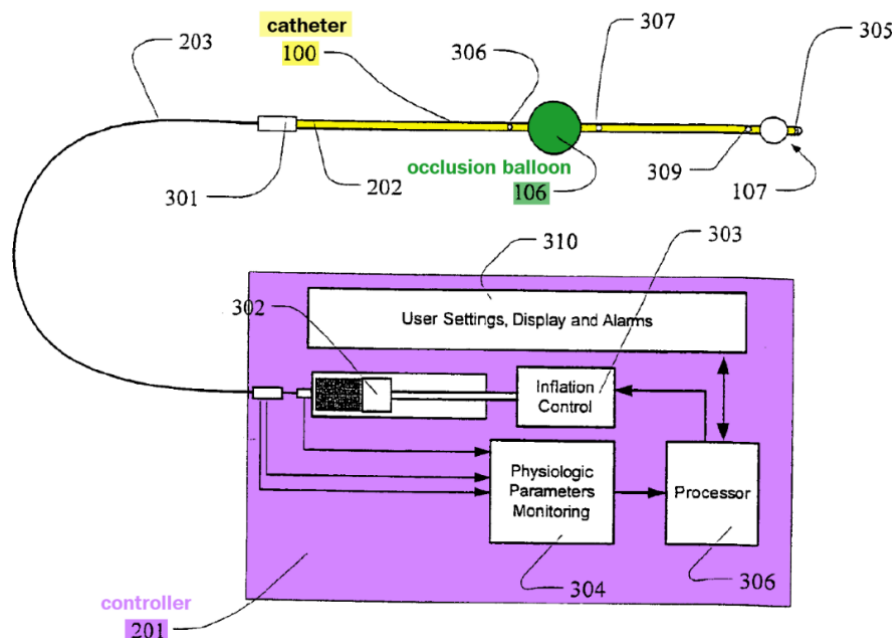 203
catheter
100
306
307
305
301
202
occlusion balloon
106
309
107
310
303
302
User Settings, Display and Alarms
Inflation
Control
Physiologic
Parameters
Monitoring
Processor
304
306
controller
201